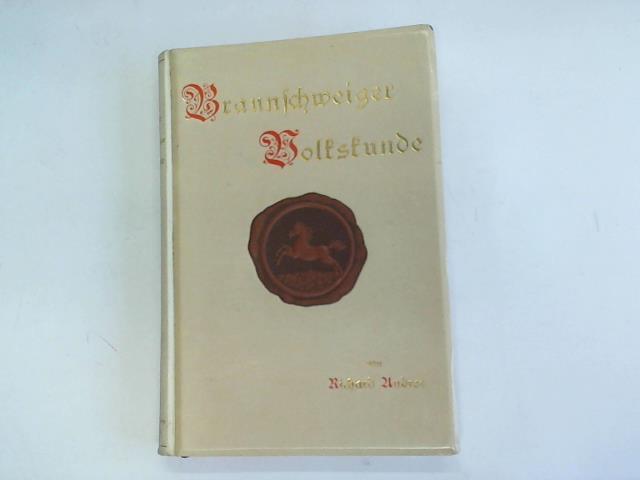 Braunschweiger
Volkskunde
von
Richard Andree